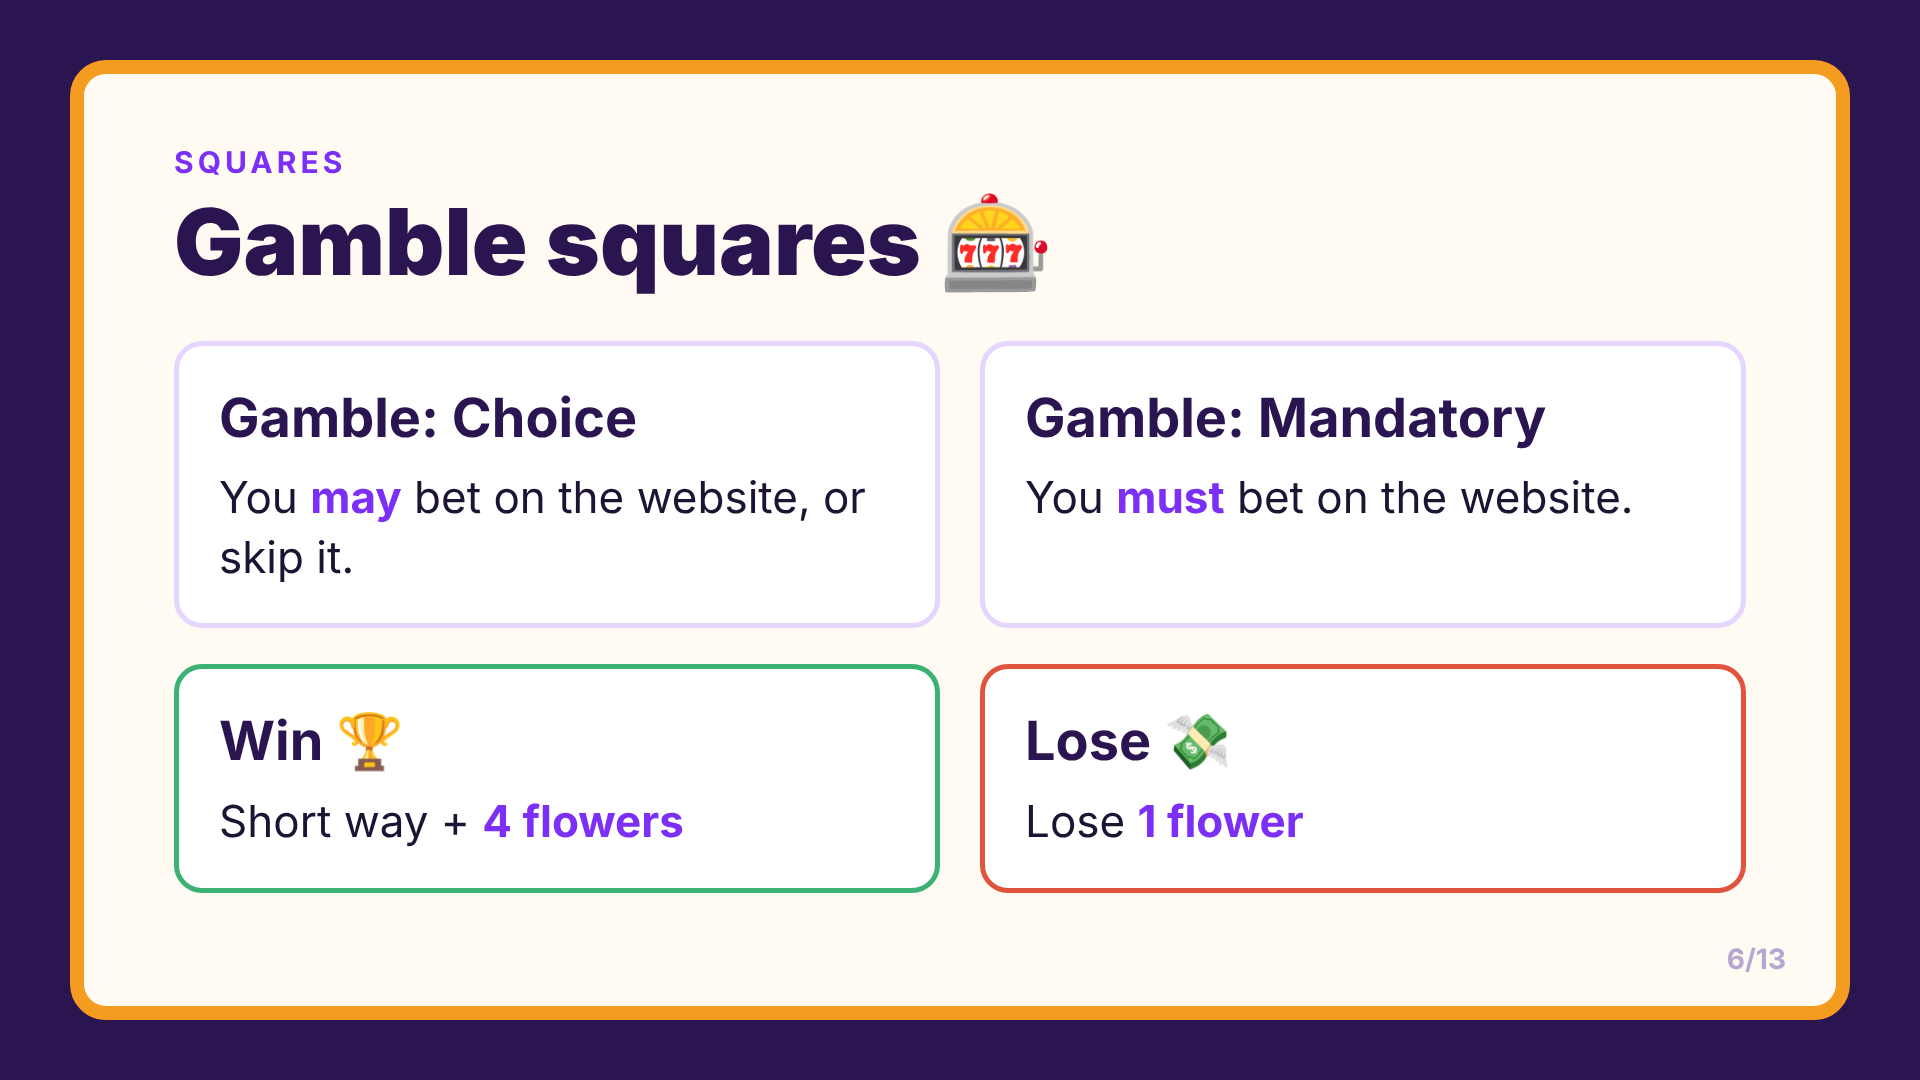 SQUARES
Gamble squares 🎰
Gamble: Choice
You may bet on the website, or
skip it.
Gamble: Mandatory
You must bet on the website.
Win 🏆
Short way + 4 flowers
Lose 💸
Lose 1 flower
6/13